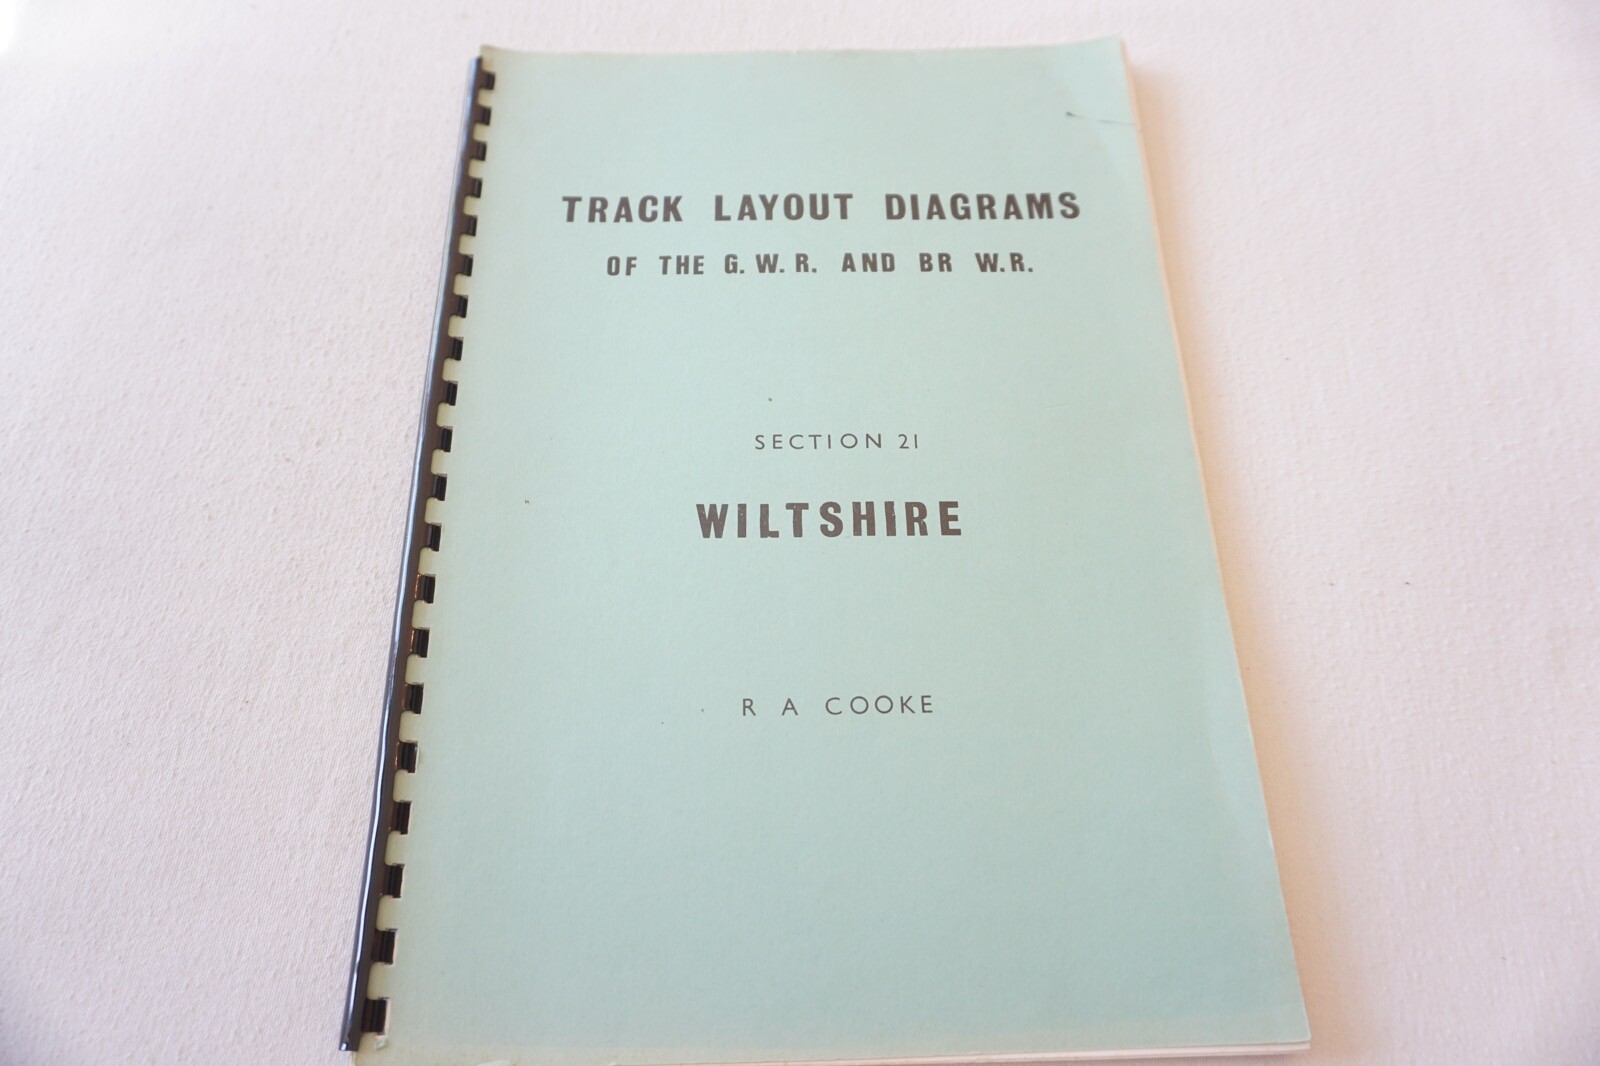 TRACK LAYOUT DIAGRAMS
OF THE G. W. R. AND BR W.R.
SECTION 21
WILTSHIRE
R A COOKE